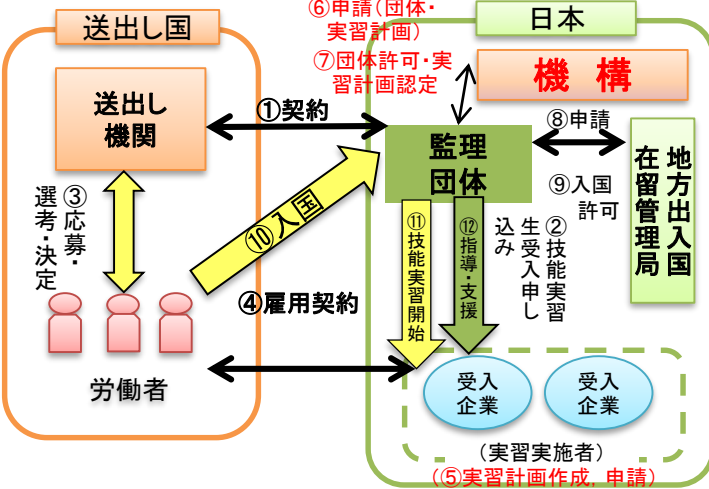 送出し国
送出し
機関
①契約
③応募・
選考・決定
⑩入国
④雇用契約
労働者
⑥申請(団体・
実習計画)
⑦団体許可・実
習計画認定
日本
機 構
監理
団体
⑧申請
⑨入国
許可
地方出入国
在留管理局
⑪技能実習開始
⑫指導・支援
②技能実習
生受入申し
込み
受入
企業
受入
企業
(実習実施者)
(⑤実習計画作成, 申請)